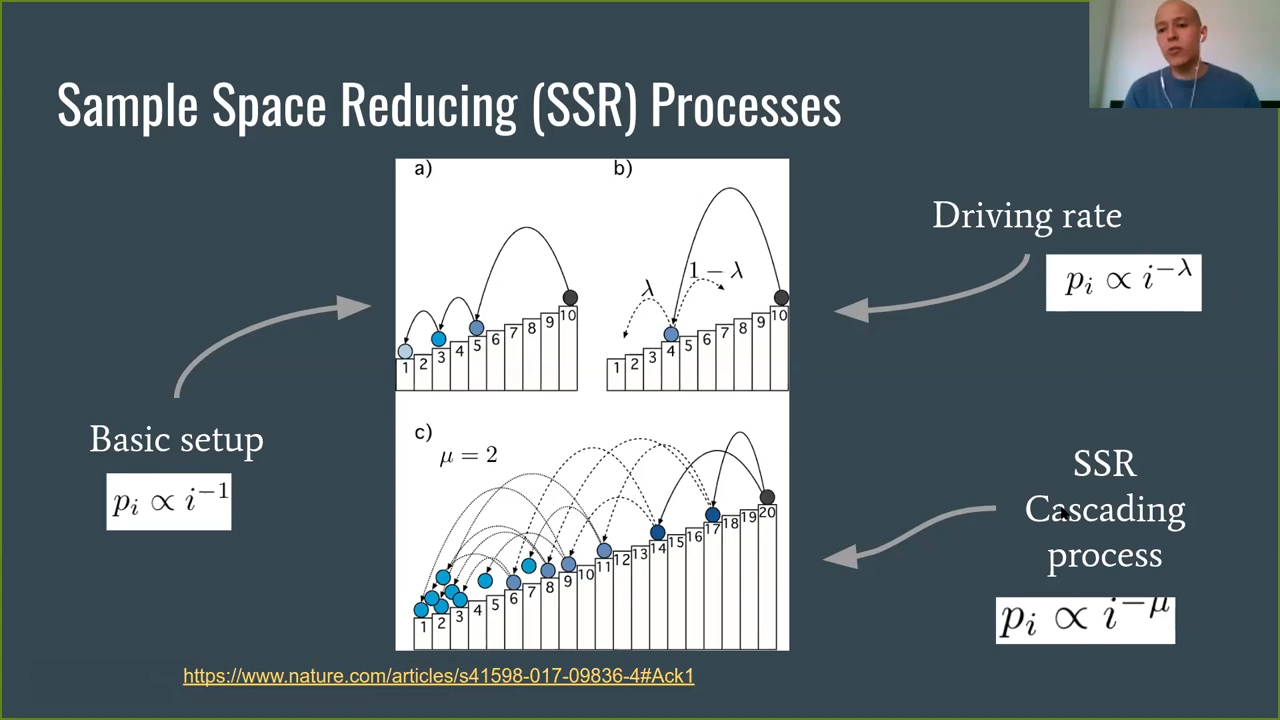 Sample Space Reducing (SSR) Processes
a)
1 2 3 4 5 6 7 8 9 10
b)
λ
1 − λ
1 2 3 4 5 6 7 8 9 10
c)
μ = 2
1 2 3 4 5 6 7 8 9 10 11 12 13 14 15 16 17 18 19 20
Basic setup
p_i ∝ i^{−1}
Driving rate
p_i ∝ i^{−λ}
SSR
Cascading
process
p_i ∝ i^{−μ}
https://www.nature.com/articles/s41598-017-09836-4#Ack1